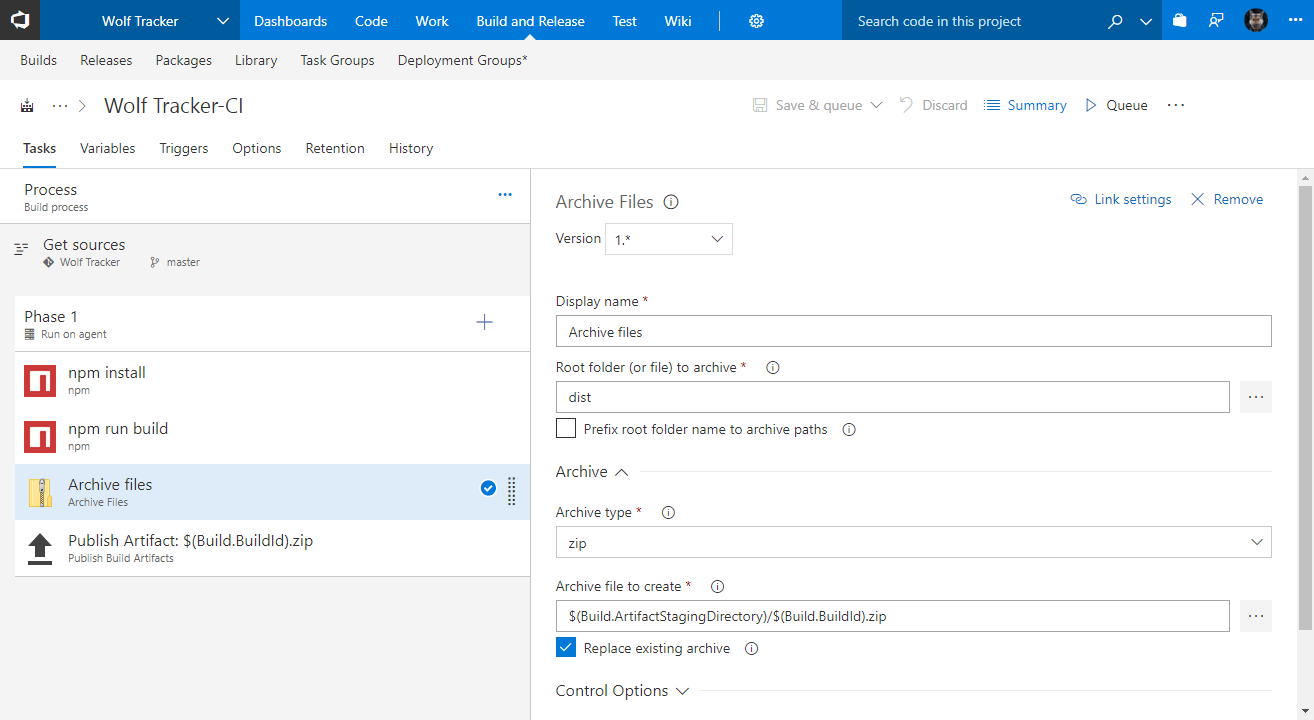 Wolf Tracker Dashboards Code Work Build and Release Test Wiki Search code in this project
Builds Releases Packages Library Task Groups Deployment Groups*
Wolf Tracker-CI Save & queue Discard Summary Queue
Tasks Variables Triggers Options Retention History
Process
Build process
Get sources
Wolf Tracker master
Phase 1
Run on agent
npm install
npm
npm run build
npm
Archive files
Archive Files
Publish Artifact: $(Build.BuildId).zip
Publish Build Artifacts
Archive Files Link settings Remove
Version 1.*
Display name *
Archive files
Root folder (or file) to archive *
dist
Prefix root folder name to archive paths
Archive
Archive type *
zip
Archive file to create *
$(Build.ArtifactStagingDirectory)/$(Build.BuildId).zip
Replace existing archive
Control Options